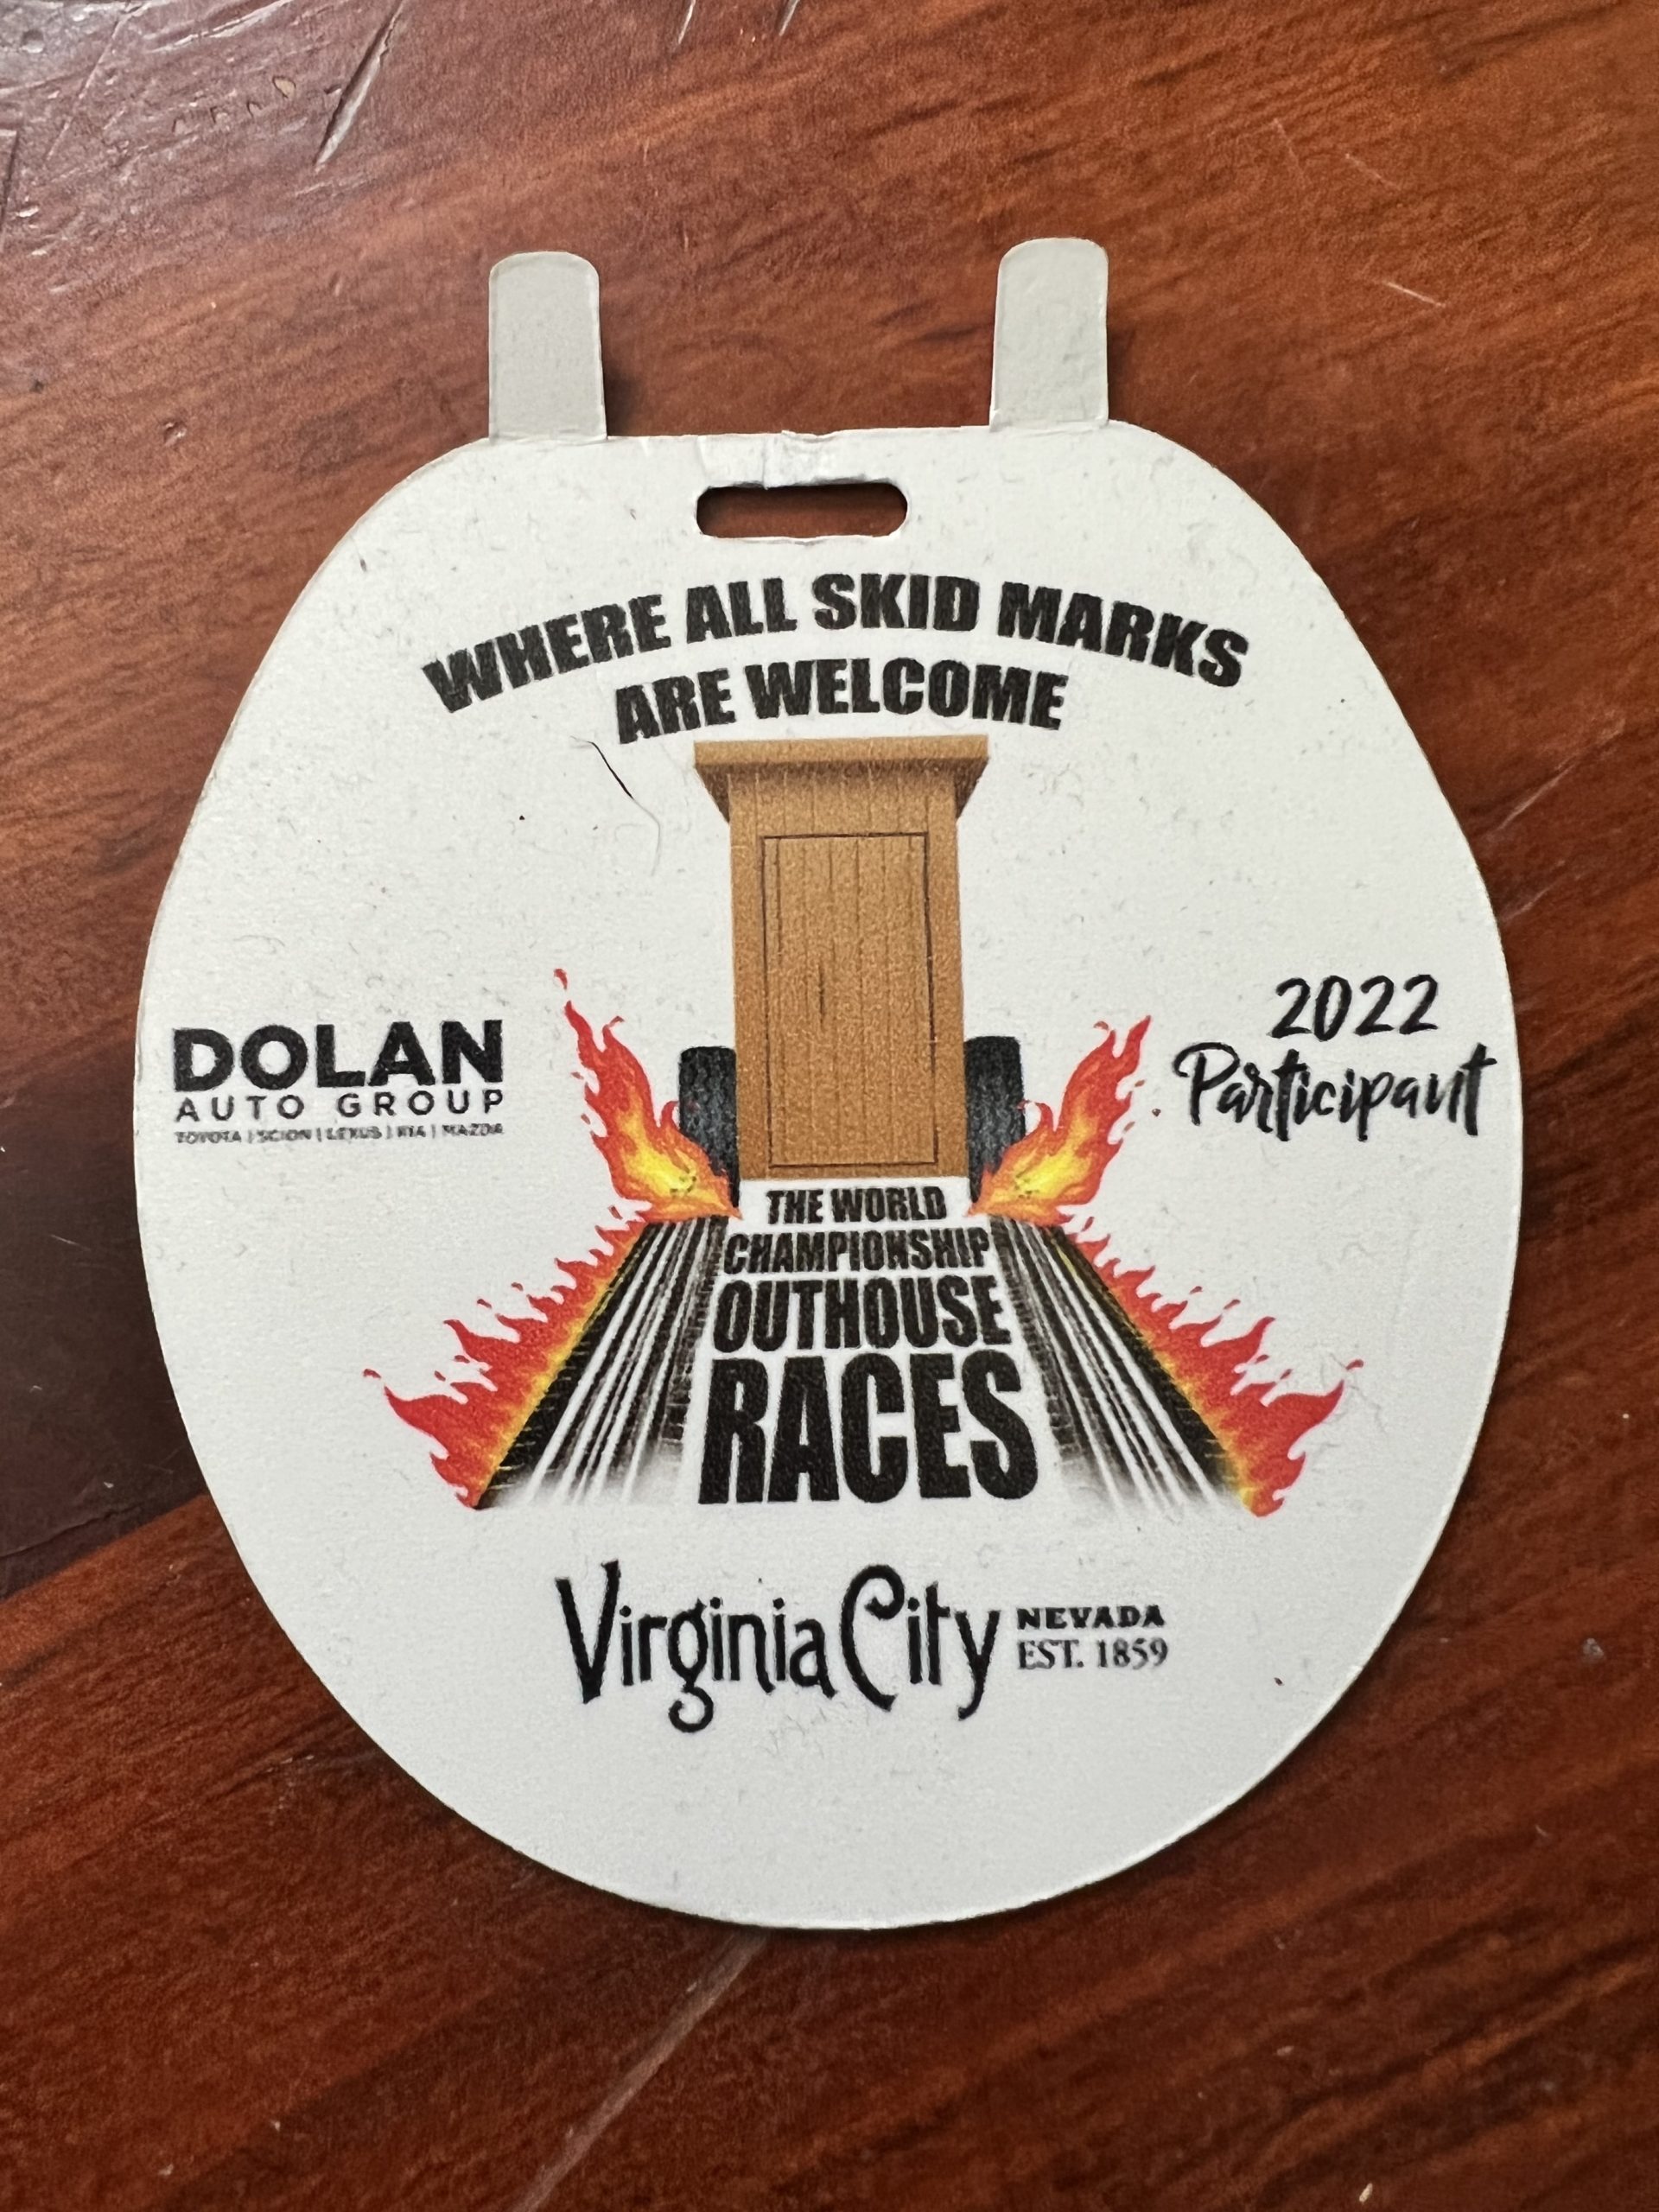 WHERE ALL SKID MARKS
ARE WELCOME
DOLAN
AUTO GROUP
TOYOTA | SCION | LEXUS | KIA | MAZDA
2022
Participant
THE WORLD
CHAMPIONSHIP
OUTHOUSE
RACES
Virginia City
NEVADA
EST. 1859